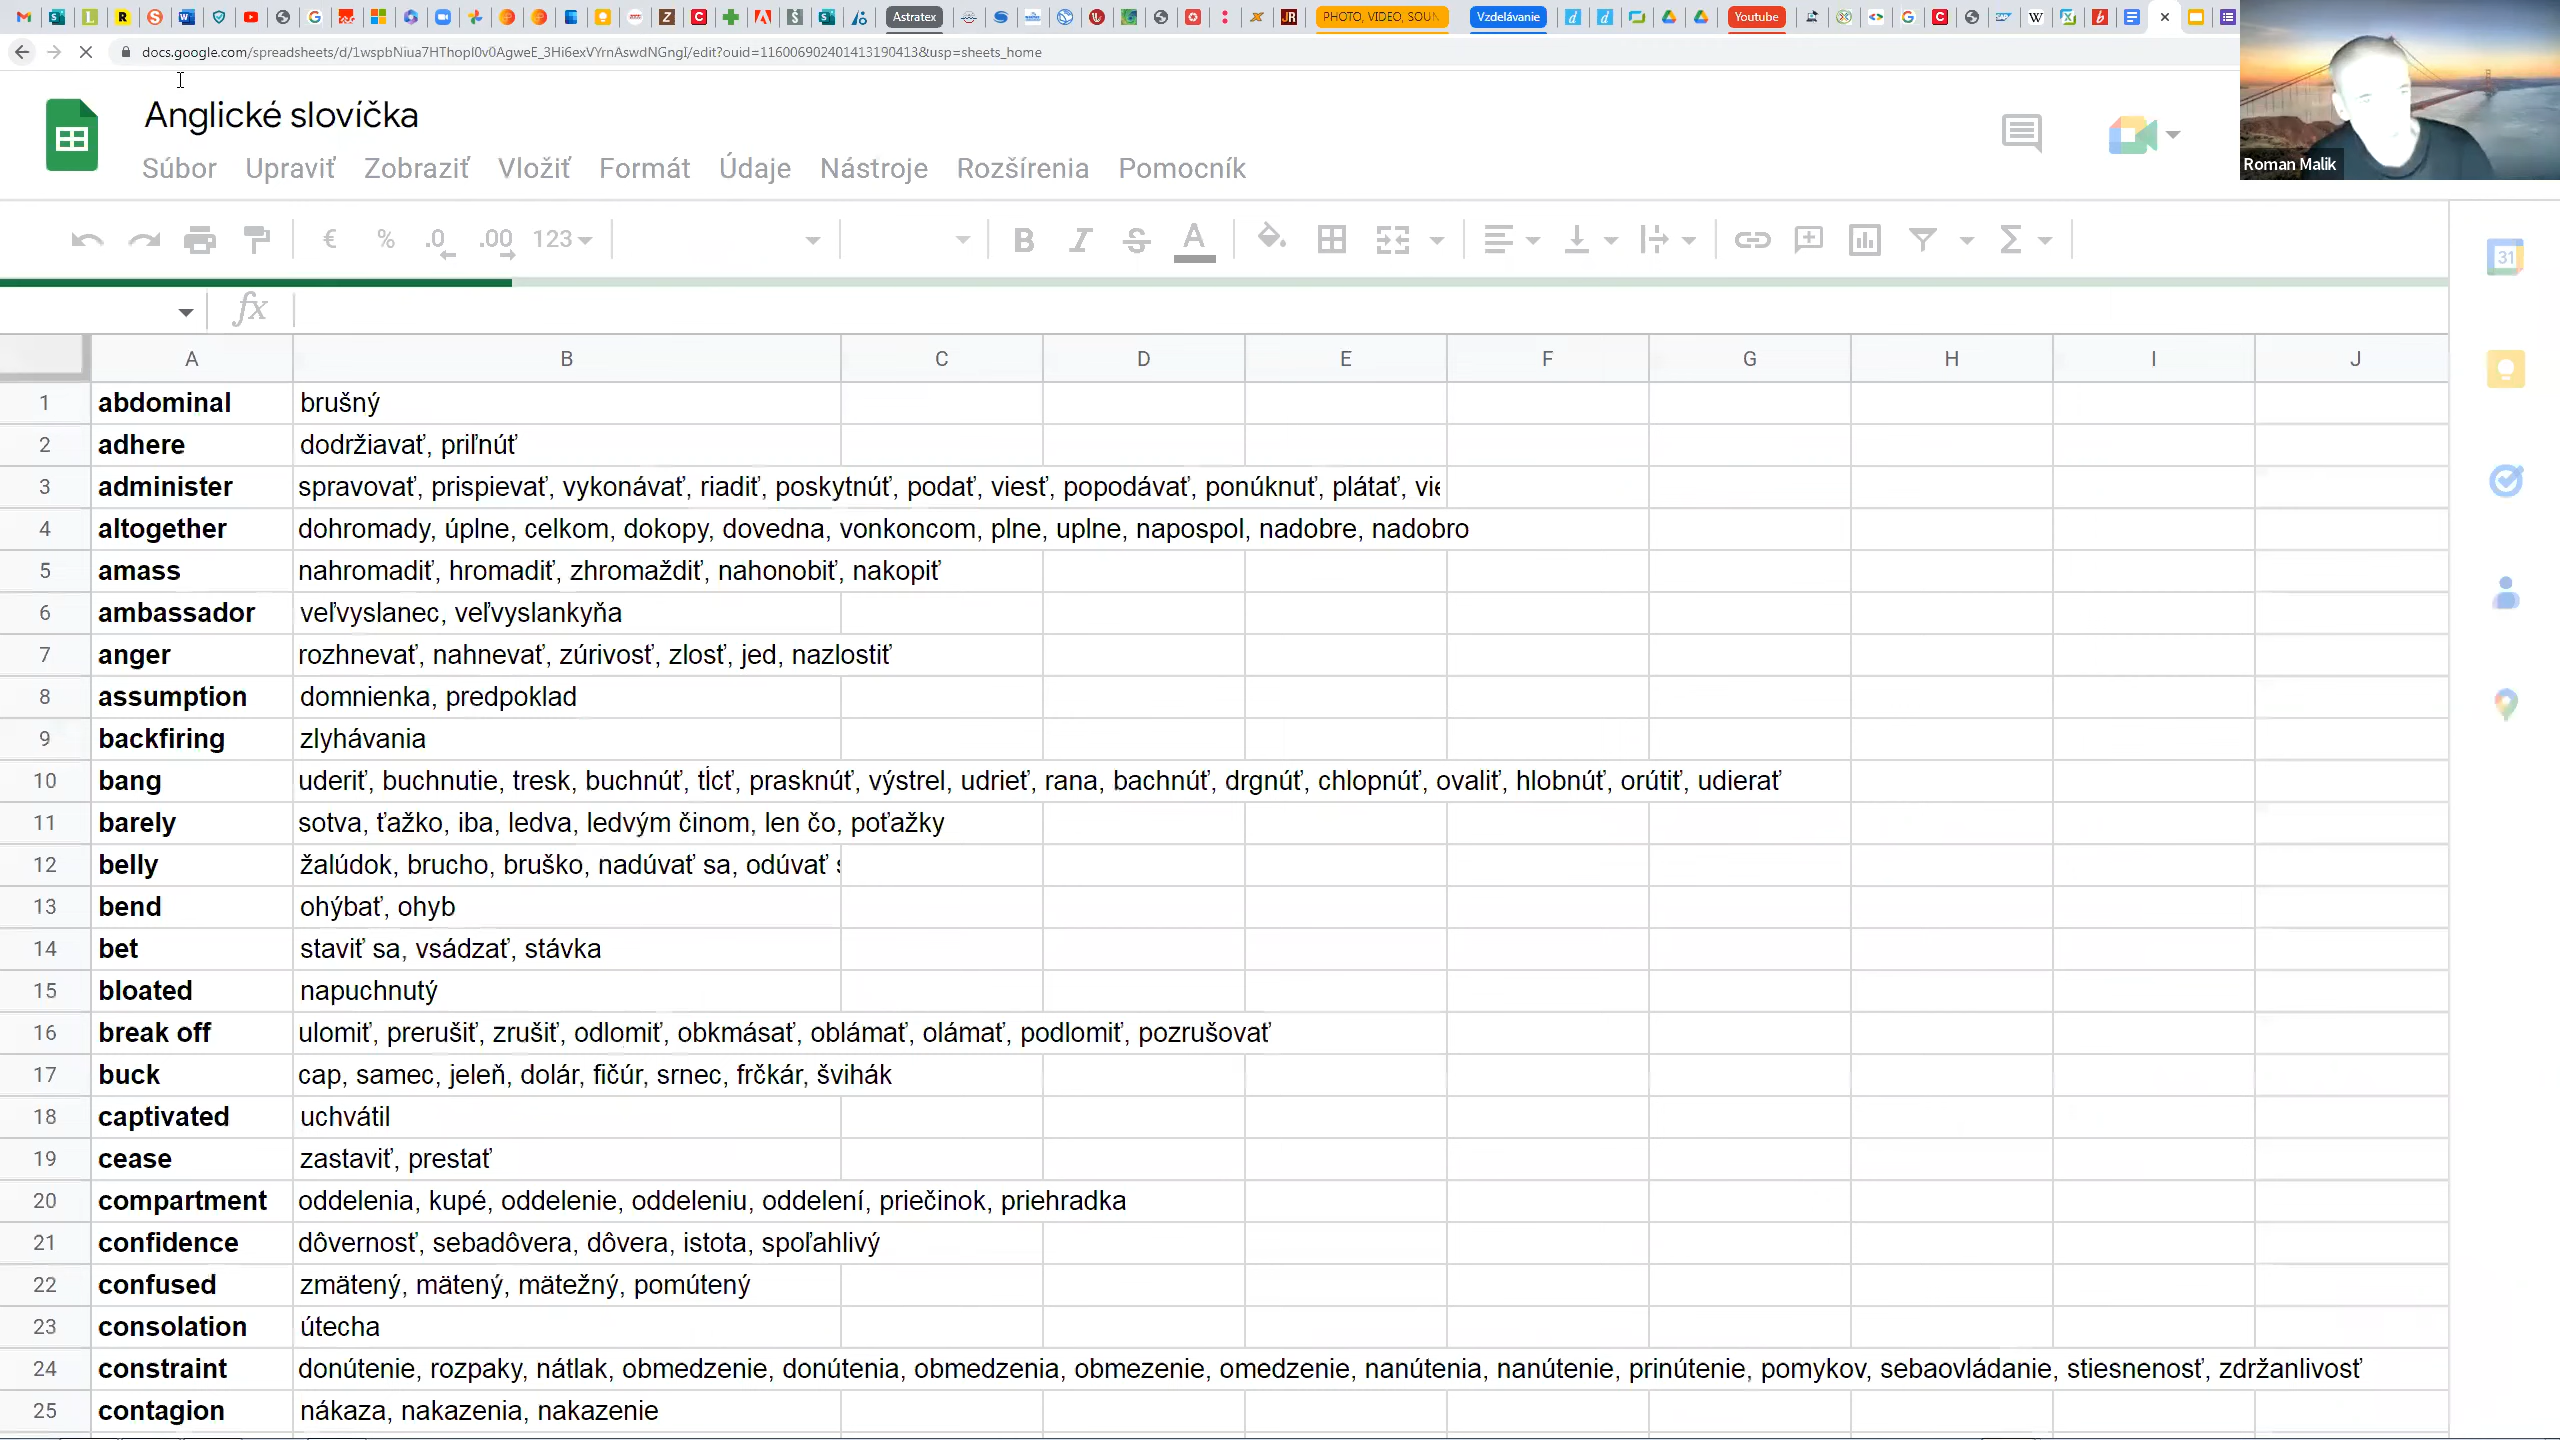 Astratex
PHOTO, VIDEO, SOUN
Vzdelávanie
Youtube
docs.google.com/spreadsheets/d/1wspbNiua7HThopI0v0AgweE_3Hi6exVYrnAswdNGngI/edit?ouid=116006902401413190413&usp=sheets_home
Anglické slovíčka
Súbor Upraviť Zobraziť Vložiť Formát Údaje Nástroje Rozšírenia Pomocník
Roman Malik
€ % .0 .00 123 B I S A Σ
31
fx
A B C D E F G H I J
1 abdominal brušný
2 adhere dodržiavať, priľnúť
3 administer spravovať, prispievať, vykonávať, riadiť, poskytnúť, podať, viesť, popodávať, ponúknuť, plátať, vie
4 altogether dohromady, úplne, celkom, dokopy, dovedna, vonkoncom, plne, uplne, napospol, nadobre, nadobro
5 amass nahromadiť, hromadiť, zhromaždiť, nahonobiť, nakopiť
6 ambassador veľvyslanec, veľvyslankyňa
7 anger rozhnevať, nahnevať, zúrivosť, zlosť, jed, nazlostiť
8 assumption domnienka, predpoklad
9 backfiring zlyhávania
10 bang uderiť, buchnutie, tresk, buchnúť, tĺcť, prasknúť, výstrel, udrieť, rana, bachnúť, drgnúť, chlopnúť, ovaliť, hlobnúť, orútiť, udierať
11 barely sotva, ťažko, iba, ledva, ledvým činom, len čo, poťažky
12 belly žalúdok, brucho, bruško, nadúvať sa, odúvať
13 bend ohýbať, ohyb
14 bet staviť sa, vsádzať, stávka
15 bloated napuchnutý
16 break off ulomiť, prerušiť, zrušiť, odlomiť, obkmásať, oblámať, olámať, podlomiť, pozrušovať
17 buck cap, samec, jeleň, dolár, fičúr, srnec, frčkár, švihák
18 captivated uchvátil
19 cease zastaviť, prestať
20 compartment oddelenia, kupé, oddelenie, oddeleniu, oddelení, priečinok, priehradka
21 confidence dôvernosť, sebadôvera, dôvera, istota, spoľahlivý
22 confused zmätený, mätený, mätežný, pomútený
23 consolation útecha
24 constraint donútenie, rozpaky, nátlak, obmedzenie, donútenia, obmedzenia, obmezenie, omedzenie, nanútenia, nanútenie, prinútenie, pomykov, sebaovládanie, stiesnenosť, zdržanlivosť
25 contagion nákaza, nakazenia, nakazenie